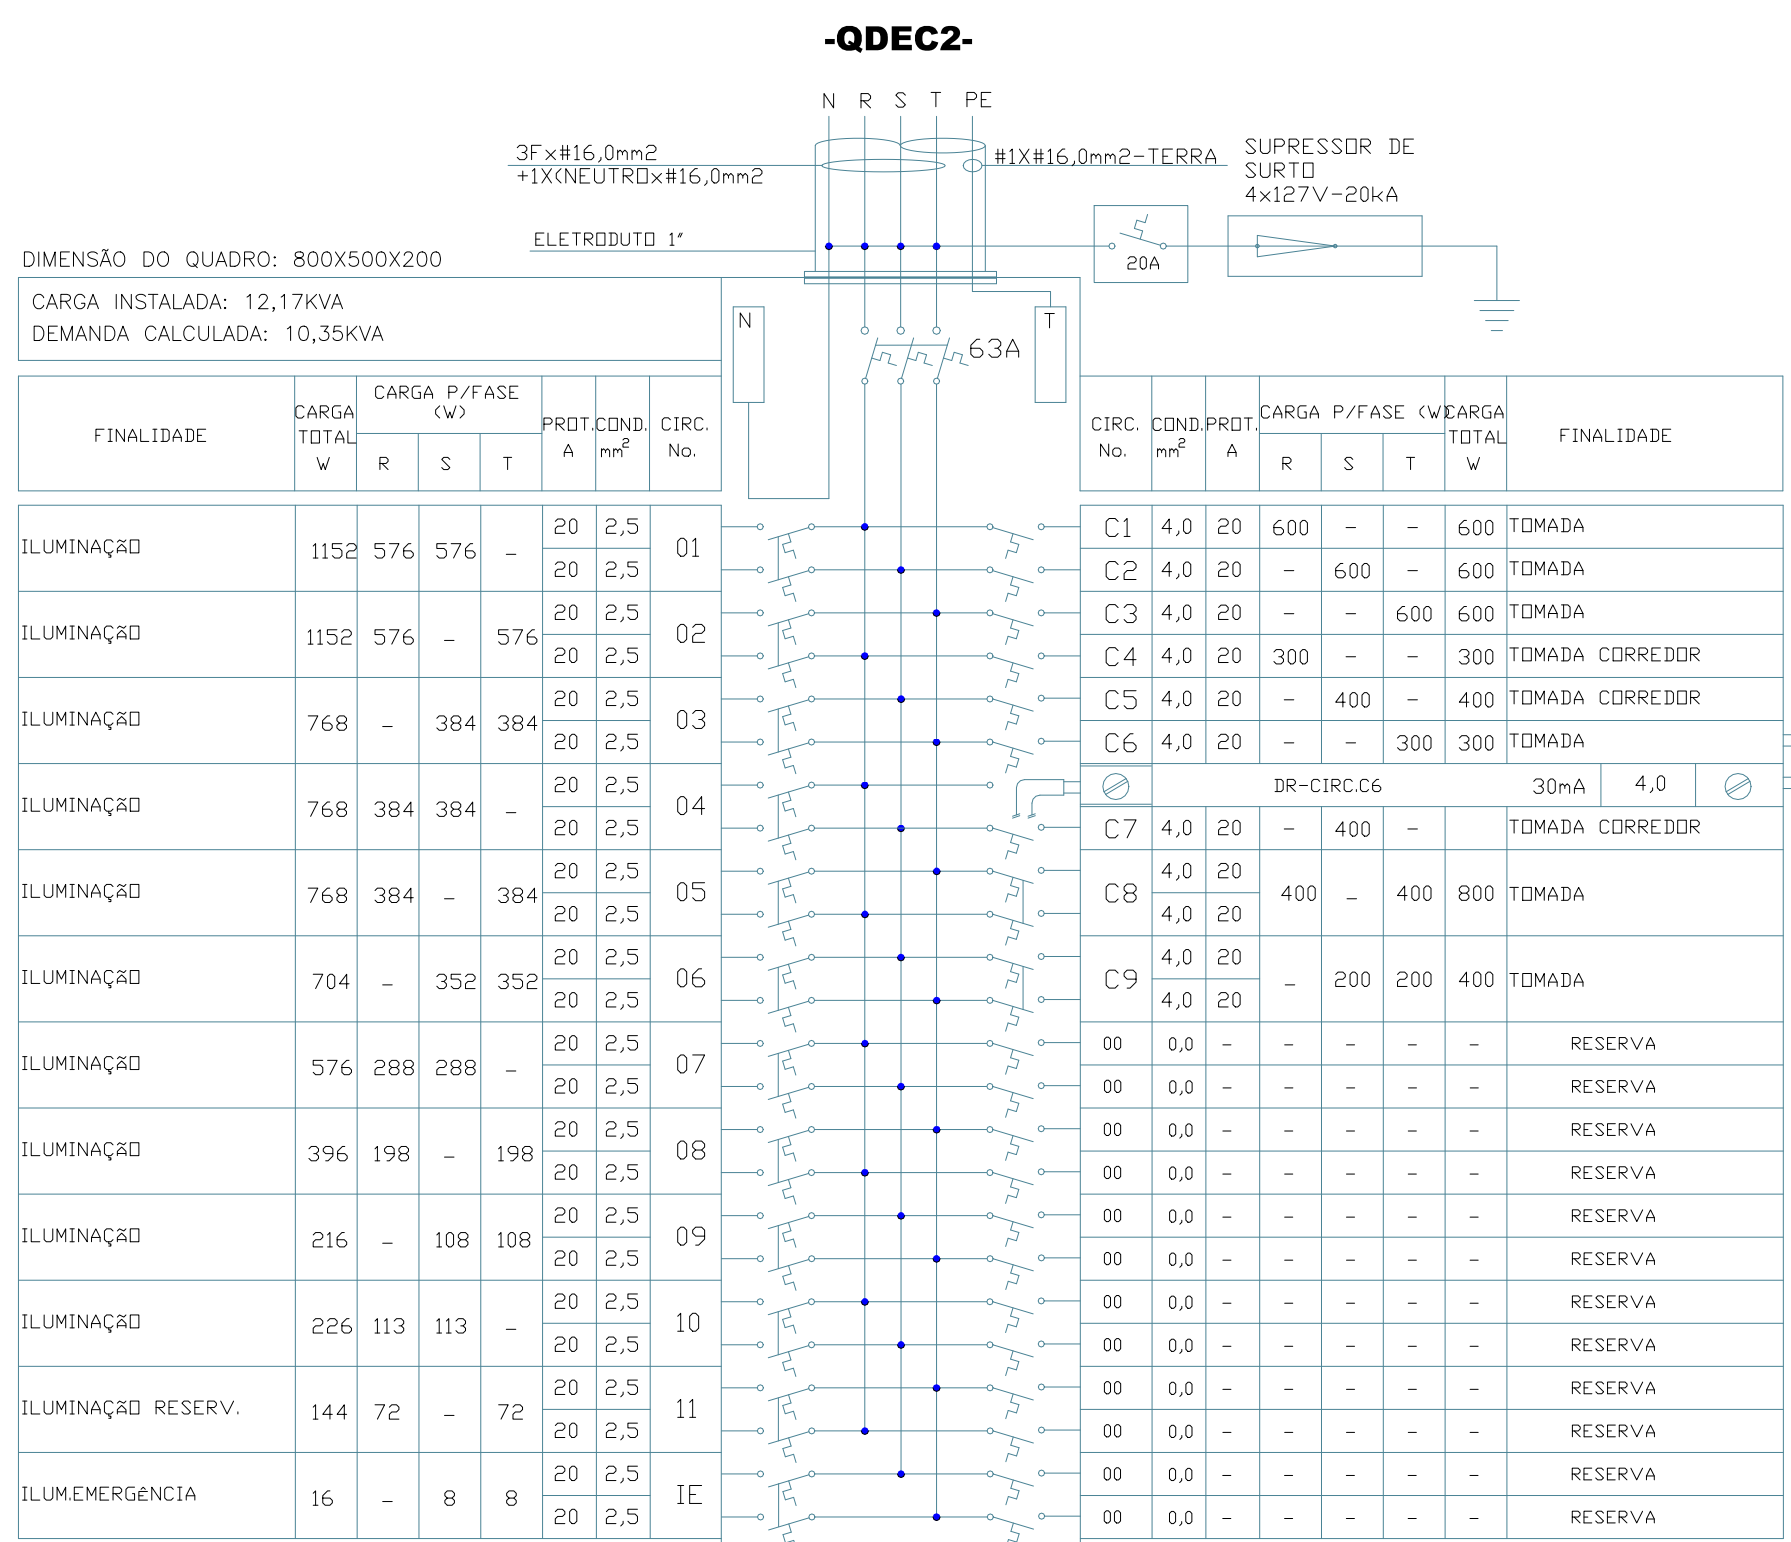 -QDEC2-
N R S T PE
3Fx#16,0mm2
+1X(NEUTROx#16,0mm2
#1X#16,0mm2-TERRA
SUPRESSOR DE
SURTO
4x127V-20kA
ELETRODUTO 1"
20A
DIMENSÃO DO QUADRO: 800X500X200
CARGA INSTALADA: 12,17KVA
DEMANDA CALCULADA: 10,35KVA
N
T
63A
FINALIDADE CARGA TOTAL W CARGA P/FASE (W) R S T PROT. A COND. mm2 CIRC. No.
CIRC. No. COND. mm2 PROT. A CARGA P/FASE (W) R S T CARGA TOTAL W FINALIDADE
ILUMINAÇÃO 1152 576 576 - 20 2,5 20 2,5 01
ILUMINAÇÃO 1152 576 - 576 20 2,5 20 2,5 02
ILUMINAÇÃO 768 - 384 384 20 2,5 20 2,5 03
ILUMINAÇÃO 768 384 384 - 20 2,5 20 2,5 04
ILUMINAÇÃO 768 384 - 384 20 2,5 20 2,5 05
ILUMINAÇÃO 704 - 352 352 20 2,5 20 2,5 06
ILUMINAÇÃO 576 288 288 - 20 2,5 20 2,5 07
ILUMINAÇÃO 396 198 - 198 20 2,5 20 2,5 08
ILUMINAÇÃO 216 - 108 108 20 2,5 20 2,5 09
ILUMINAÇÃO 226 113 113 - 20 2,5 20 2,5 10
ILUMINAÇÃO RESERV. 144 72 - 72 20 2,5 20 2,5 11
ILUM.EMERGêNCIA 16 - 8 8 20 2,5 20 2,5 IE
C1 4,0 20 600 - - 600 TOMADA
C2 4,0 20 - 600 - 600 TOMADA
C3 4,0 20 - - 600 600 TOMADA
C4 4,0 20 300 - - 300 TOMADA CORREDOR
C5 4,0 20 - 400 - 400 TOMADA CORREDOR
C6 4,0 20 - - 300 300 TOMADA
DR-CIRC.C6 30mA 4,0
C7 4,0 20 - 400 - TOMADA CORREDOR
C8 4,0 20 4,0 20 400 - 400 800 TOMADA
C9 4,0 20 4,0 20 - 200 200 400 TOMADA
00 0,0 - - - - - RESERVA
00 0,0 - - - - - RESERVA
00 0,0 - - - - - RESERVA
00 0,0 - - - - - RESERVA
00 0,0 - - - - - RESERVA
00 0,0 - - - - - RESERVA
00 0,0 - - - - - RESERVA
00 0,0 - - - - - RESERVA
00 0,0 - - - - - RESERVA
00 0,0 - - - - - RESERVA
00 0,0 - - - - - RESERVA
00 0,0 - - - - - RESERVA